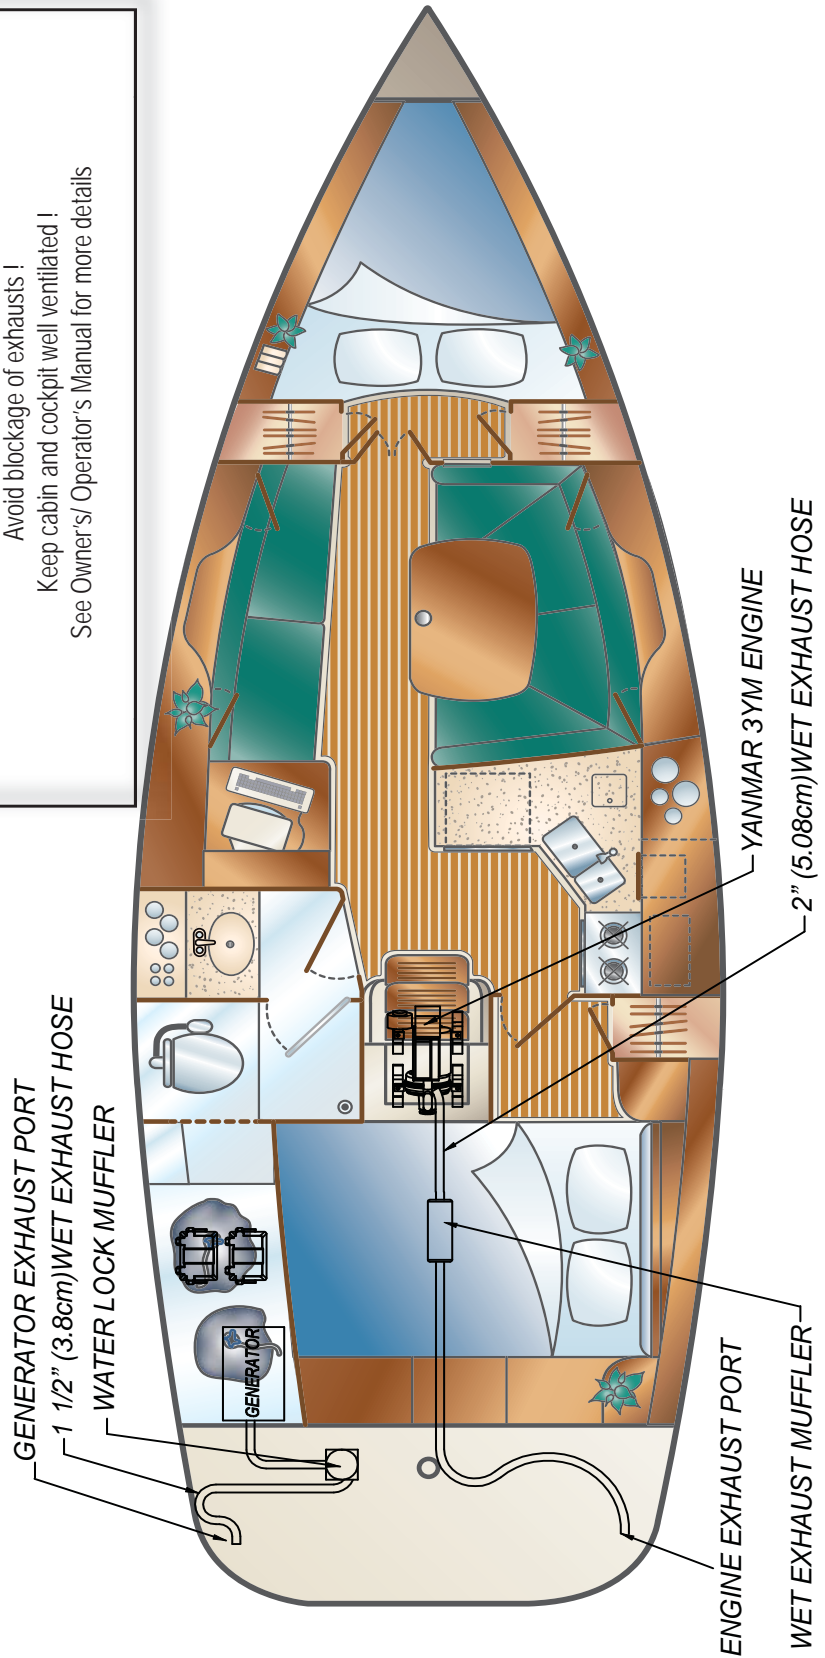 Avoid blockage of exhausts !
Keep cabin and cockpit well ventilated !
See Owner's/ Operator's Manual for more details
GENERATOR EXHAUST PORT
1 1/2” (3.8cm)WET EXHAUST HOSE
WATER LOCK MUFFLER
GENERATOR
YANMAR 3YM ENGINE
2” (5.08cm)WET EXHAUST HOSE
ENGINE EXHAUST PORT
WET EXHAUST MUFFLER